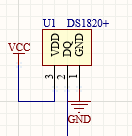 U1 DS1820+
VCC
VDD
DQ
GND
3
2
1
GND